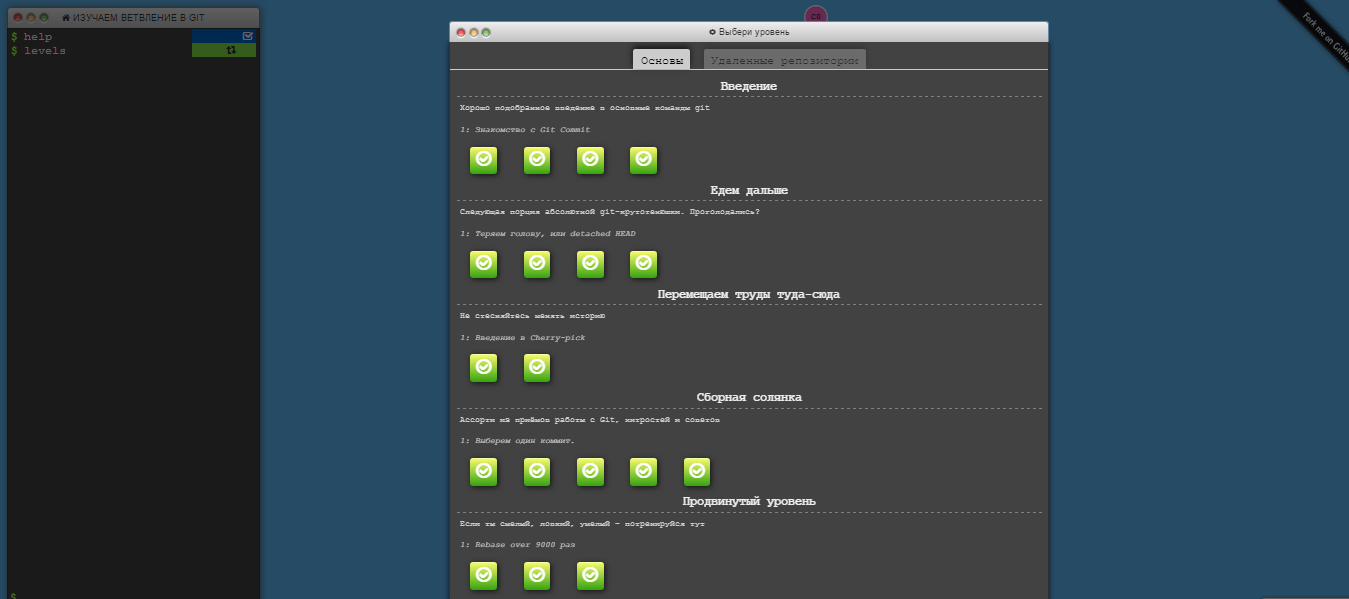 ИЗУЧАЕМ ВЕТВЛЕНИЕ В GIT
$ help
$ levels
$
C0
Fork me on GitHub
Выбери уровень
Основы
Удаленные репозитории
Введение
Хорошо подобранное введение в основные команды git
1: Знакомство с Git Commit
Едем дальше
Следующая порция абсолютной git-крутотенюшки. Проголодались?
1: Теряем голову, или detached HEAD
Перемещаем труды туда-сюда
Не стесняйтесь менять историю
1: Введение в Cherry-pick
Сборная солянка
Ассорти из приёмов работы с Git, хитростей и советов
1: Выберем один коммит.
Продвинутый уровень
Если ты смелый, ловкий, умелый - потренируйся тут
1: Rebase over 9000 раз